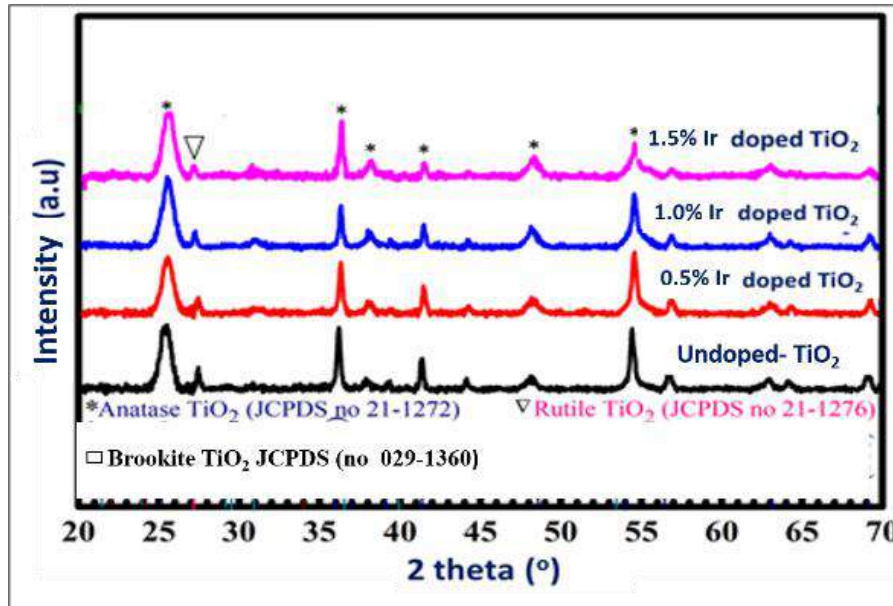 * * * * * *
▽
1.5% Ir doped TiO₂
1.0% Ir doped TiO₂
0.5% Ir doped TiO₂
Undoped- TiO₂
*Anatase TiO₂ (JCPDS no 21-1272) ▽ Rutile TiO₂ (JCPDS no 21-1276)
□ Brookite TiO₂ JCPDS (no 029-1360)
Intensity (a.u)
20 25 30 35 40 45 50 55 60 65 70
2 theta (º)